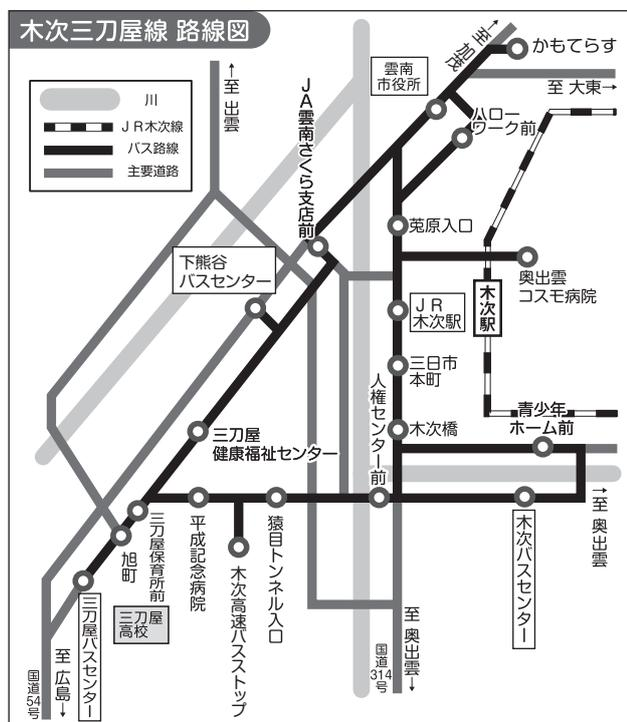 木次三刀屋線 路線図
川
JR木次線
バス路線
主要道路
至 出雲
至 加茂
かもてらす
至 大東
雲南
市役所
ハロー
ワーク前
JA雲南さくら支店前
菟原入口
下熊谷
バスセンター
奥出雲
コスモ病院
JR
木次駅
木次駅
三日市
本町
人権センター前
青少年
ホーム前
三刀屋
健康福祉センター
木次橋
至 奥出雲
三刀屋保育所前
旭町
平成記念病院
猿目トンネル入口
木次高速バスストップ
木次バスセンター
三刀屋
高校
三刀屋バスセンター
至 広島
国道54号
国道314号
至 奥出雲